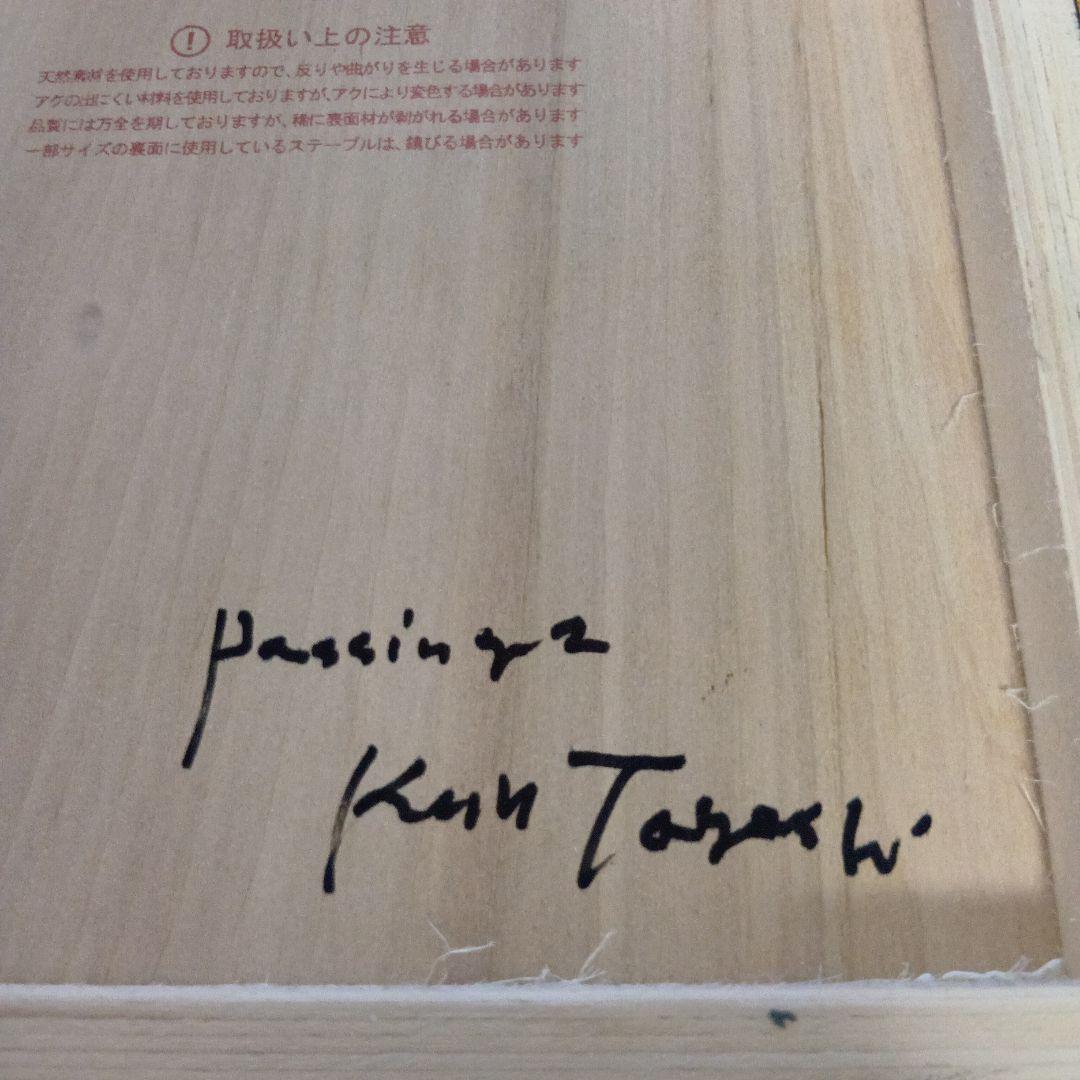 取扱い上の注意
天然素材を使用しておりますので、反りや曲がりを生じる場合があります
アクの出にくい材料を使用しておりますが、アクにより変色する場合があります
品製には万全を期しておりますが、稀に裏面材が剥がれる場合があります
一部サイズの裏面に使用しているステープルは、錆びる場合があります
Passing-2
Ken Tayashi